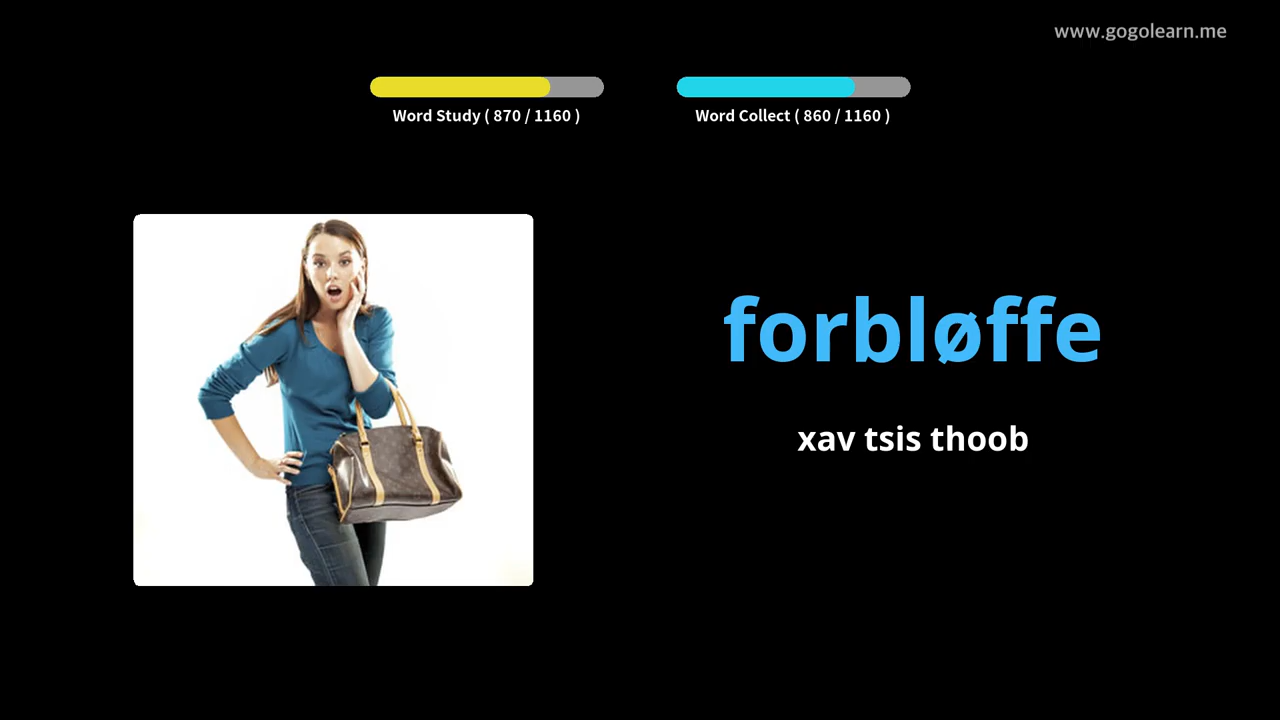 www.gogolearn.me
Word Study ( 870 / 1160 )
Word Collect ( 860 / 1160 )
forbløffe
xav tsis thoob